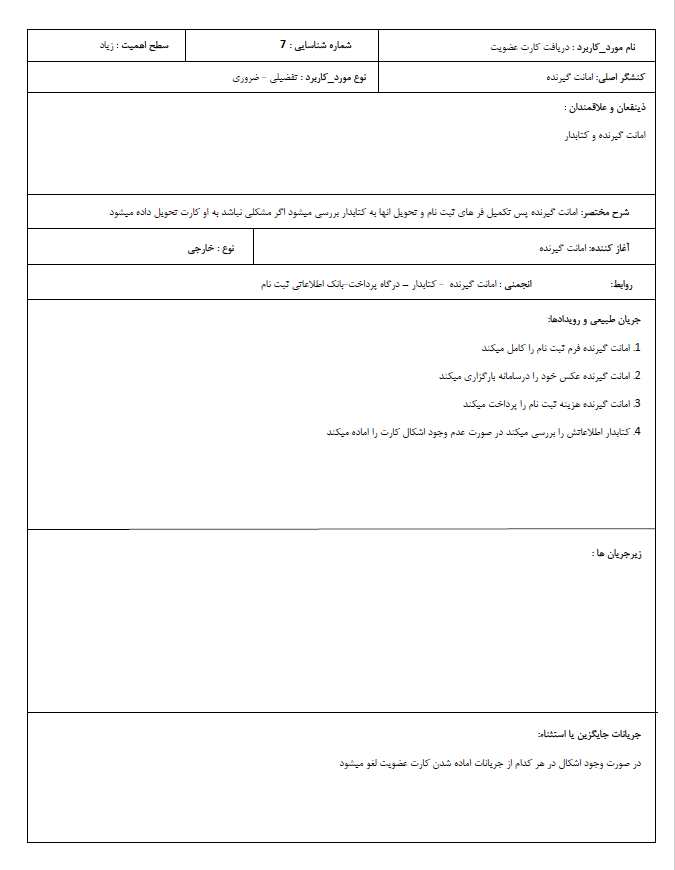 نام مورد_کاربرد : دریافت کارت عضویت
شماره شناسایی : 7
سطح اهمیت : زیاد
کنشگر اصلی: امانت گیرنده
نوع مورد_کاربرد : تفضیلی - ضروری
ذینفعان و علاقمندان :
امانت گیرنده و کتابدار
شرح مختصر: امانت گیرنده پس تکمیل فر های ثبت نام و تحویل انها به کتابدار بررسی میشود اگر مشکلی نباشد به او کارت تحویل داده میشود
آغاز کننده: امانت گیرنده
نوع : خارجی
روابط: انجمنی : امانت گیرنده - کتابدار – درگاه پرداخت-بانک اطلاعاتی ثبت نام
جریان طبیعی و رویدادها:
1. امانت گیرنده فرم ثبت نام را کامل میکند
2. امانت گیرنده عکس خود را درسامانه بارگزاری میکند
3. امانت گیرنده هزینه ثبت نام را پرداخت میکند
4. کتابدار اطلاعاتش را بررسی میکند در صورت عدم وجود اشکال کارت را اماده میکند
زیرجریان ها :
جریانات جایگزین یا استثناء:
در صورت وجود اشکال در هر کدام از جریانات اماده شدن کارت عضویت لغو میشود